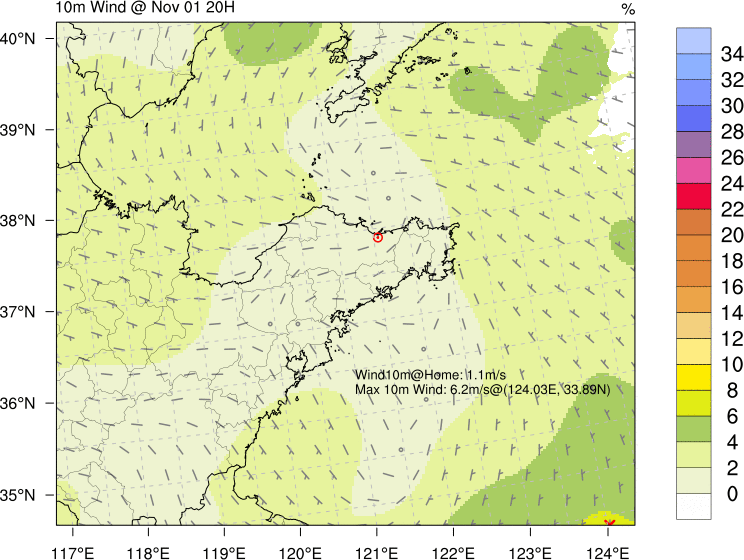 10m Wind @ Nov 01 20H
%
40°N
39°N
38°N
37°N
36°N
35°N
Wind10m@Home: 1.1m/s
Max 10m Wind: 6.2m/s@(124.03E, 33.89N)
117°E 118°E 119°E 120°E 121°E 122°E 123°E 124°E
34
32
30
28
26
24
22
20
18
16
14
12
10
8
6
4
2
0